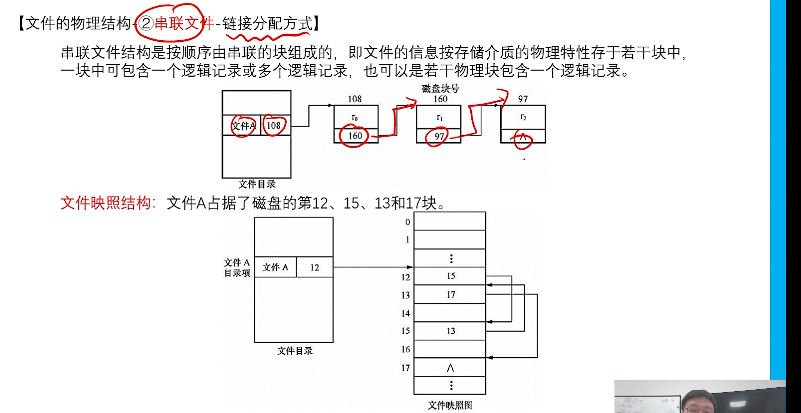 【文件的物理结构-②串联文件-链接分配方式】
串联文件结构是按顺序由串联的块组成的，即文件的信息按存储介质的物理特性存于若干块中，
一块中可包含一个逻辑记录或多个逻辑记录，也可以是若干物理块包含一个逻辑记录。
磁盘块号
108 160 97
r₀ r₁ r₂
文件A 108
160 97 ∧
文件目录
文件映照结构：文件A占据了磁盘的第12、15、13和17块。
0
1
⋮
文件 A
目录项
文件 A 12
12 15
13 17
14
15 13
16
17 ∧
⋮
文件目录
文件映照图